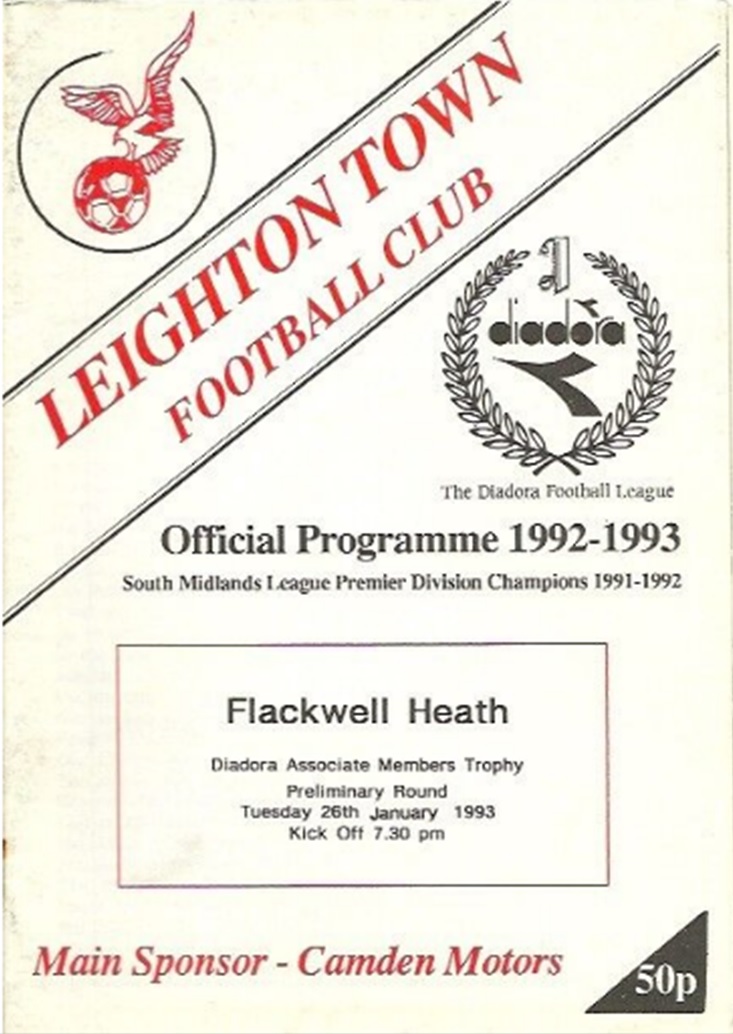 LEIGHTON TOWN
FOOTBALL CLUB
diadora
The Diadora Football League
Official Programme 1992-1993
South Midlands League Premier Division Champions 1991-1992
Flackwell Heath
Diadora Associate Members Trophy
Preliminary Round
Tuesday 26th January 1993
Kick Off 7.30 pm
Main Sponsor - Camden Motors
50p